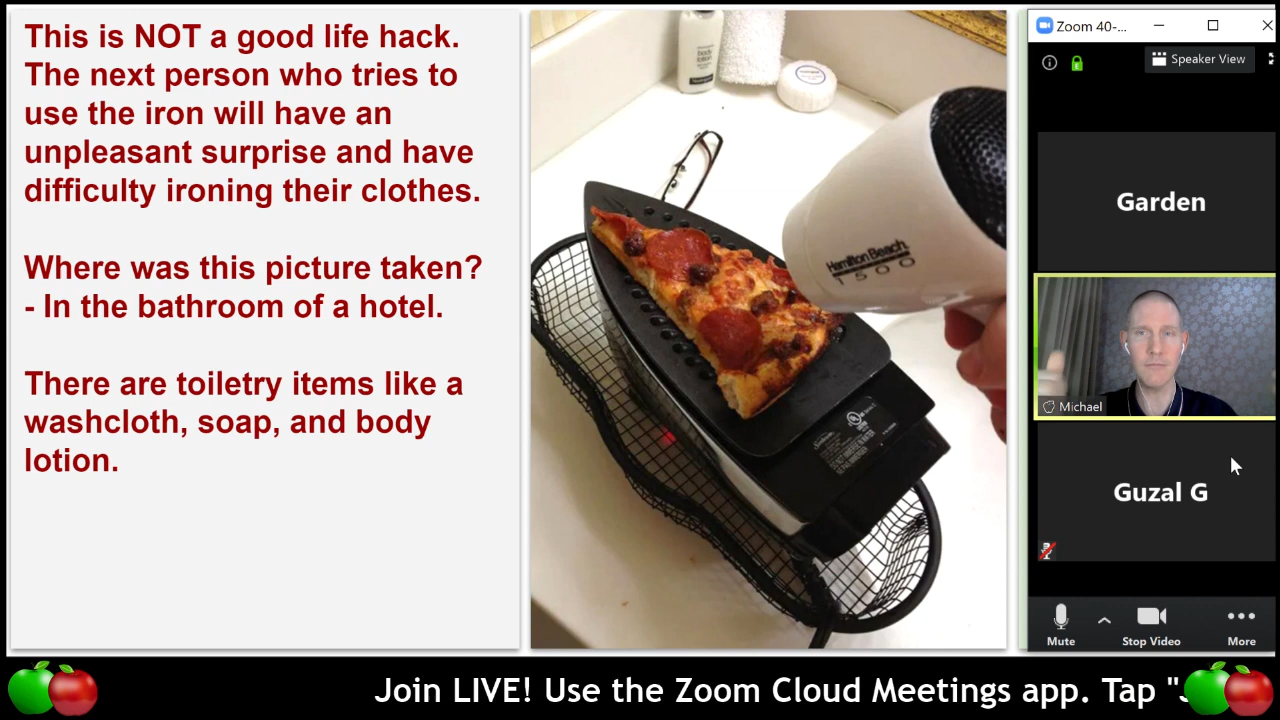 This is NOT a good life hack.
The next person who tries to
use the iron will have an
unpleasant surprise and have
difficulty ironing their clothes.
Where was this picture taken?
- In the bathroom of a hotel.
There are toiletry items like a
washcloth, soap, and body
lotion.
body
lotion
Hamilton Beach
1500
Zoom 40-...
Speaker View
Garden
Michael
Guzal G
Mute
Stop Video
More
Join LIVE! Use the Zoom Cloud Meetings app. Tap "J